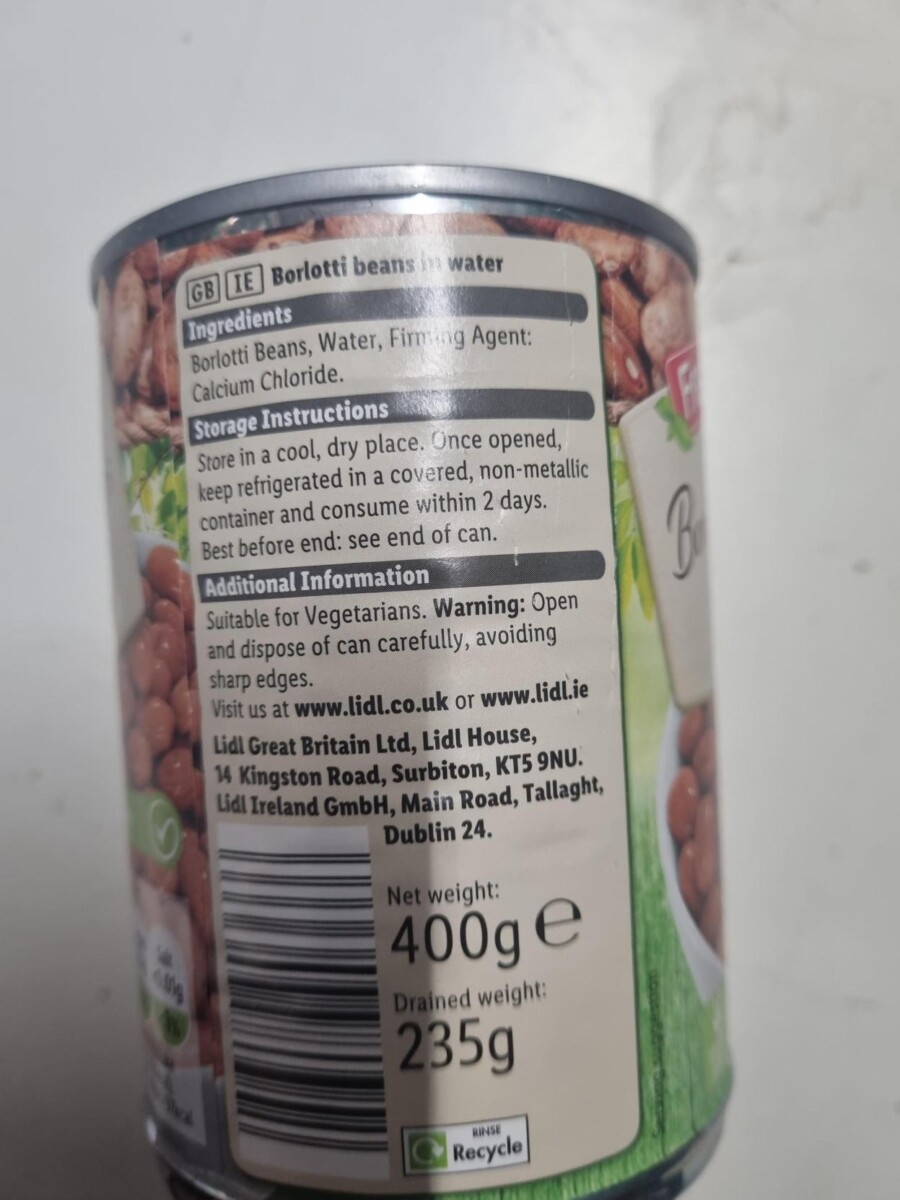 GB IE Borlotti beans in water
Ingredients
Borlotti Beans, Water, Firming Agent:
Calcium Chloride.
Storage Instructions
Store in a cool, dry place. Once opened,
keep refrigerated in a covered, non-metallic
container and consume within 2 days.
Best before end: see end of can.
Additional Information
Suitable for Vegetarians. Warning: Open
and dispose of can carefully, avoiding
sharp edges.
Visit us at www.lidl.co.uk or www.lidl.ie
Lidl Great Britain Ltd, Lidl House,
14 Kingston Road, Surbiton, KT5 9NU.
Lidl Ireland GmbH, Main Road, Tallaght,
Dublin 24.
Net weight:
400g e
Drained weight:
235g
RINSE
Recycle
Salt